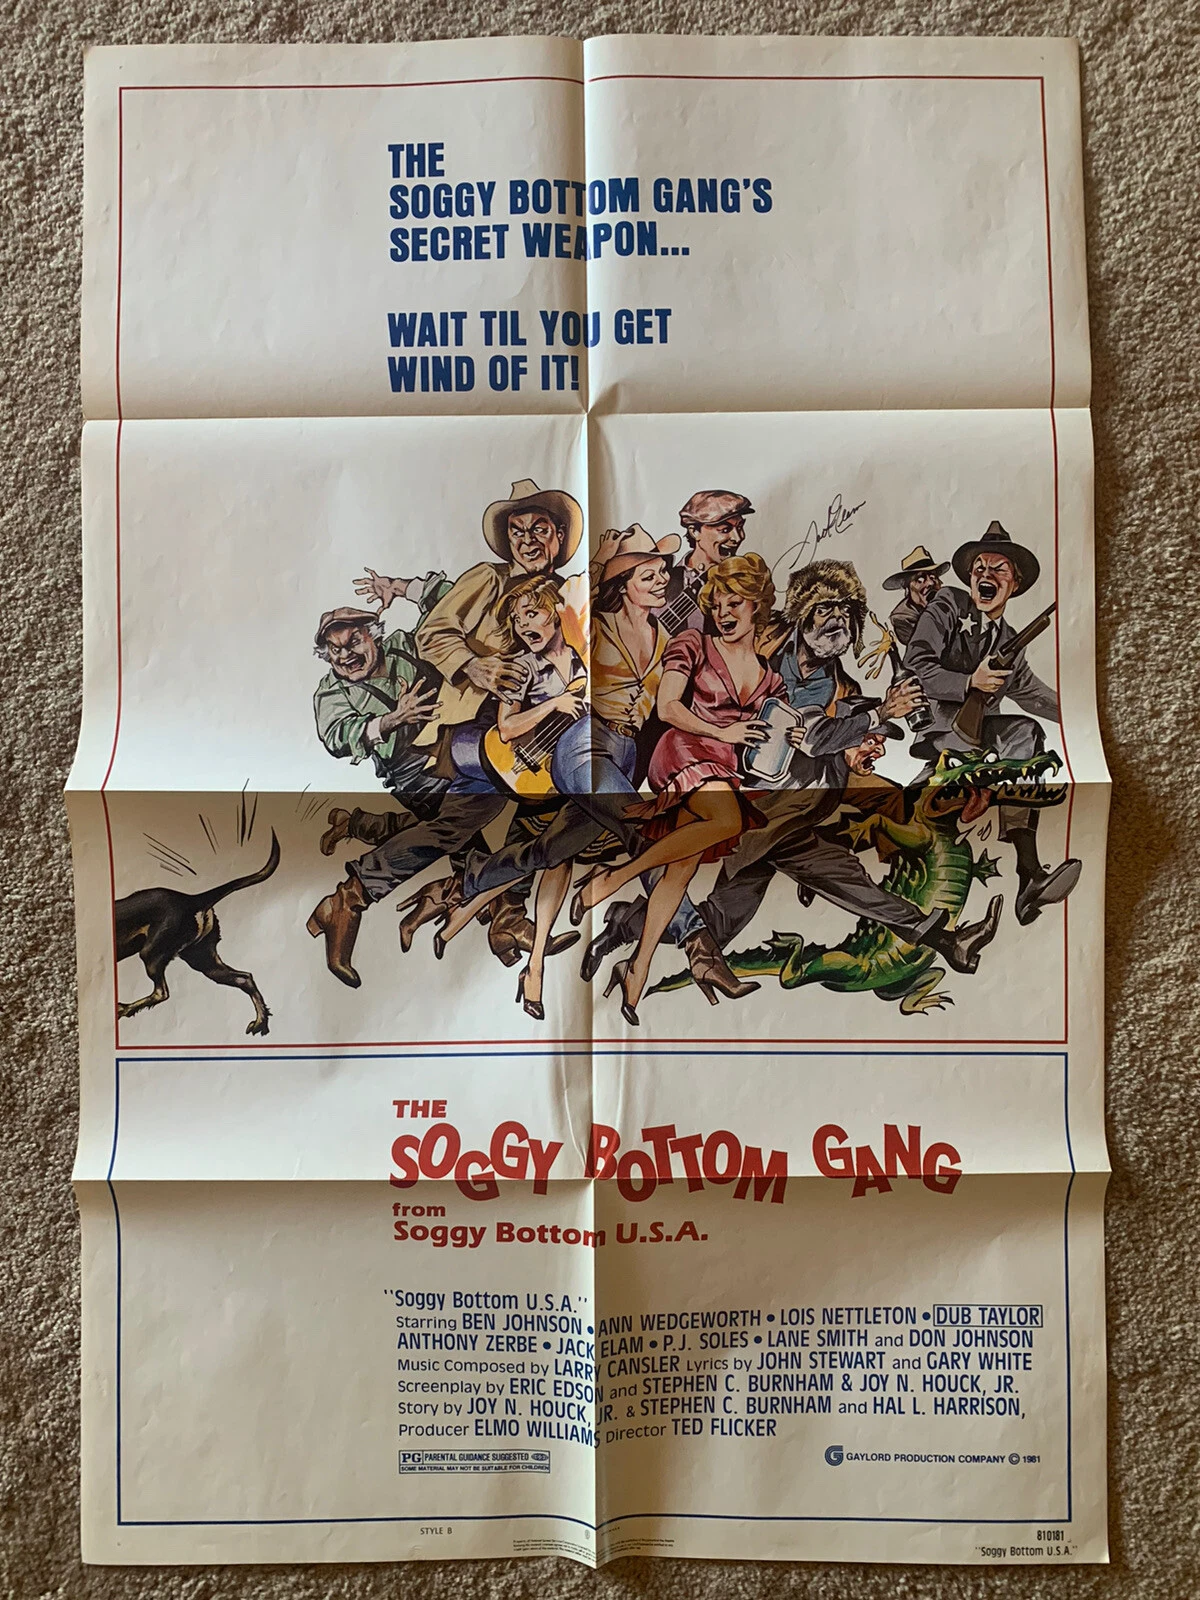 THE
SOGGY BOTTOM GANG'S
SECRET WEAPON...
WAIT TIL YOU GET
WIND OF IT!
Jack Elam
THE
SOGGY BOTTOM GANG
from
Soggy Bottom U.S.A.
"Soggy Bottom U.S.A."
Starring BEN JOHNSON • ANN WEDGEWORTH • LOIS NETTLETON • DUB TAYLOR
ANTHONY ZERBE • JACK ELAM • P.J. SOLES • LANE SMITH and DON JOHNSON
Music Composed by LARRY CANSLER Lyrics by JOHN STEWART and GARY WHITE
Screenplay by ERIC EDSON and STEPHEN C. BURNHAM & JOY N. HOUCK, JR.
Story by JOY N. HOUCK, JR. & STEPHEN C. BURNHAM and HAL L. HARRISON,
Producer ELMO WILLIAMS Director TED FLICKER
PG PARENTAL GUIDANCE SUGGESTED
SOME MATERIAL MAY NOT BE SUITABLE FOR CHILDREN
G GAYLORD PRODUCTION COMPANY © 1981
STYLE B
810181
"Soggy Bottom U.S.A."